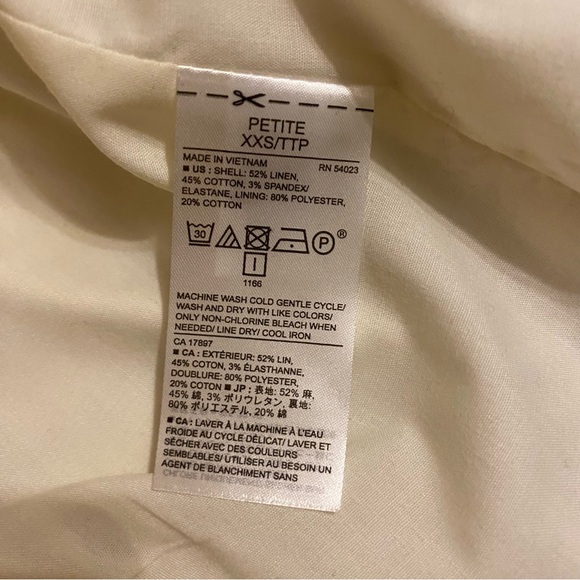 PETITE
XXS/TTP
MADE IN VIETNAM RN 54023
■ US : SHELL: 52% LINEN,
45% COTTON, 3% SPANDEX/
ELASTANE, LINING: 80% POLYESTER,
20% COTTON
30 P ®
1166
MACHINE WASH COLD GENTLE CYCLE/
WASH AND DRY WITH LIKE COLORS/
ONLY NON-CHLORINE BLEACH WHEN
NEEDED/ LINE DRY/ COOL IRON
CA 17897
■ CA : EXTÉRIEUR: 52% LIN,
45% COTON, 3% ÉLASTHANNE,
DOUBLURE: 80% POLYESTER,
20% COTON ■ JP : 表地: 52% 麻,
45% 綿, 3% ポリウレタン, 裏地:
80% ポリエステル, 20% 綿
■ CA : LAVER À LA MACHINE À L'EAU
FROIDE AU CYCLE DÉLICAT/ LAVER ET
SÉCHER AVEC DES COULEURS
SEMBLABLES/ UTILISER AU BESOIN UN
AGENT DE BLANCHIMENT SANS